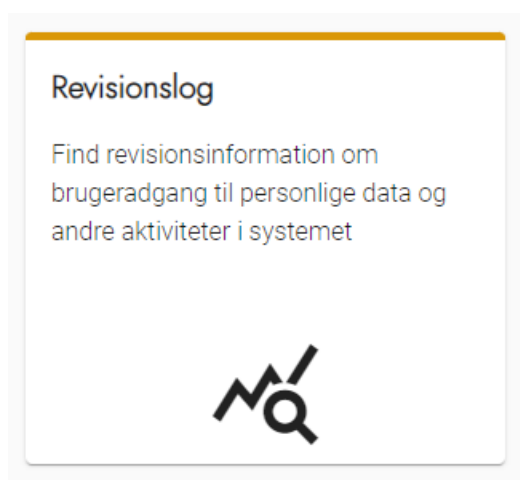 Revisionslog
Find revisionsinformation om
brugeradgang til personlige data og
andre aktiviteter i systemet